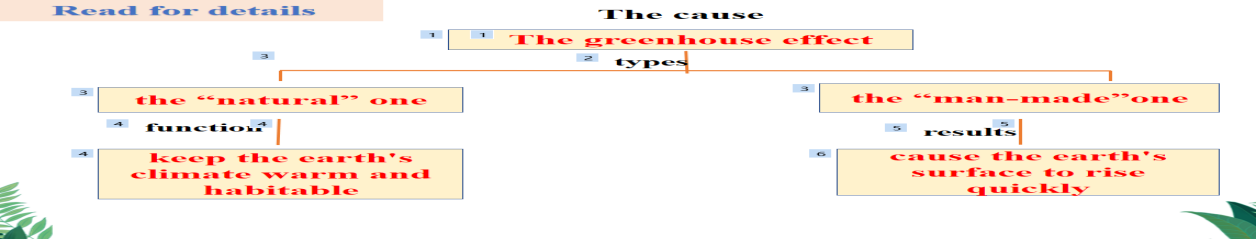 Read for details
The cause
1
1 The greenhouse effect
3
2 types
3
the “natural” one
3
the “man-made”one
4 function 4
5 results 5
4
keep the earth's
climate warm and
habitable
6
cause the earth's
surface to rise
quickly